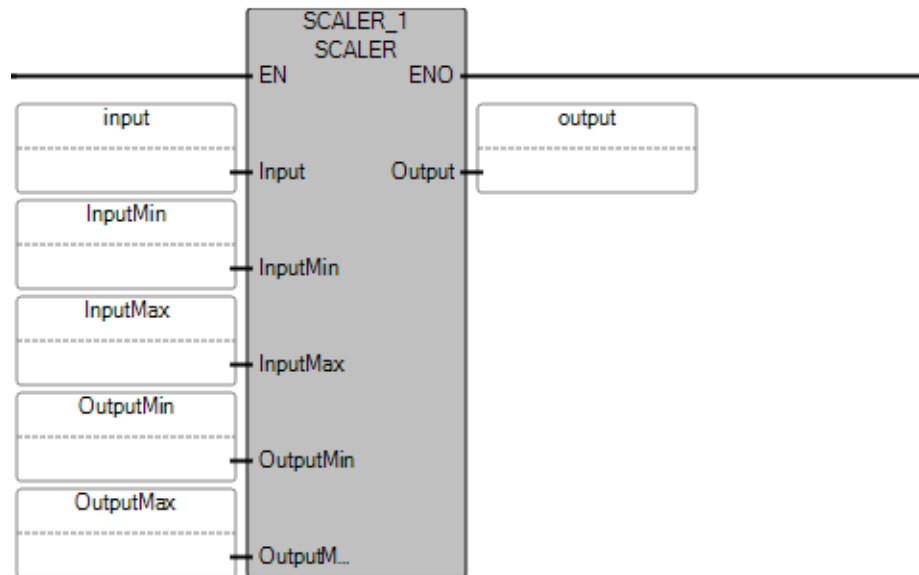 SCALER_1
SCALER
EN ENO
input output
Input Output
InputMin
InputMin
InputMax
InputMax
OutputMin
OutputMin
OutputMax
OutputM...